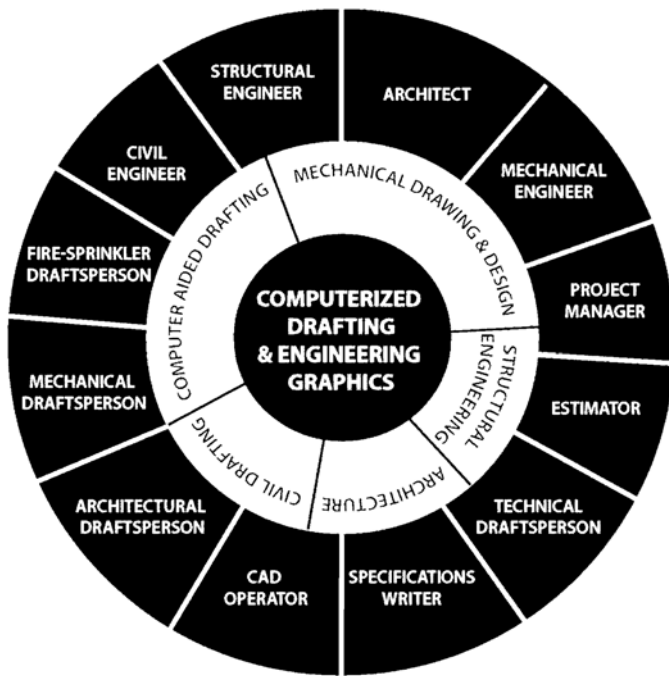 STRUCTURAL
ENGINEER
ARCHITECT
CIVIL
ENGINEER
MECHANICAL
ENGINEER
FIRE-SPRINKLER
DRAFTSPERSON
PROJECT
MANAGER
MECHANICAL
DRAFTSPERSON
ESTIMATOR
ARCHITECTURAL
DRAFTSPERSON
TECHNICAL
DRAFTSPERSON
CAD
OPERATOR
SPECIFICATIONS
WRITER
COMPUTER AIDED DRAFTING
MECHANICAL DRAWING & DESIGN
STRUCTURAL
ENGINEERING
ARCHITECTURE
CIVIL DRAFTING
COMPUTERIZED
DRAFTING
& ENGINEERING
GRAPHICS